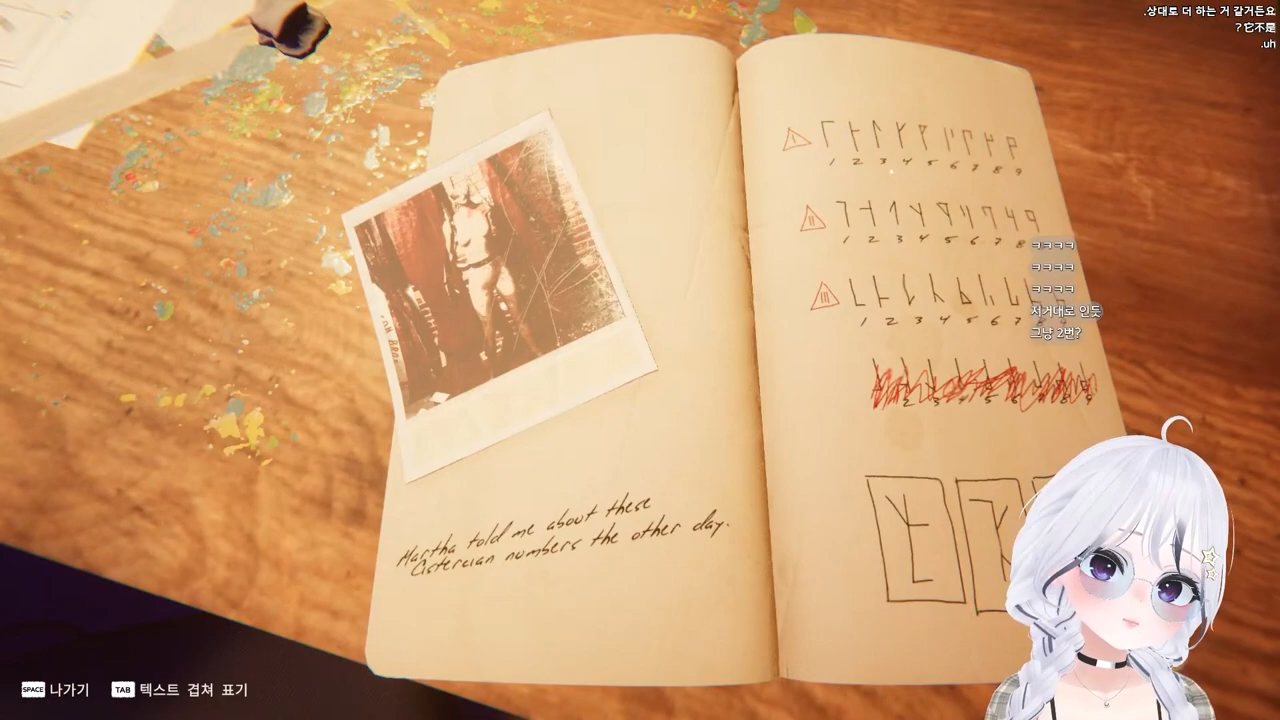 .상대로 더 하는 거 같거든요
？它不是
.uh
I
1 2 3 4 5 6 7 8 9
II
1 2 3 4 5 6 7 8
III
1 2 3 4 5 6 7
ㅋㅋㅋㅋ
ㅋㅋㅋㅋ
ㅋㅋㅋㅋ
저거대로 인듯
그냥 2번?
Martha told me about these
Cistercian numbers the other day.
SPACE 나가기 TAB 텍스트 겹쳐 표기